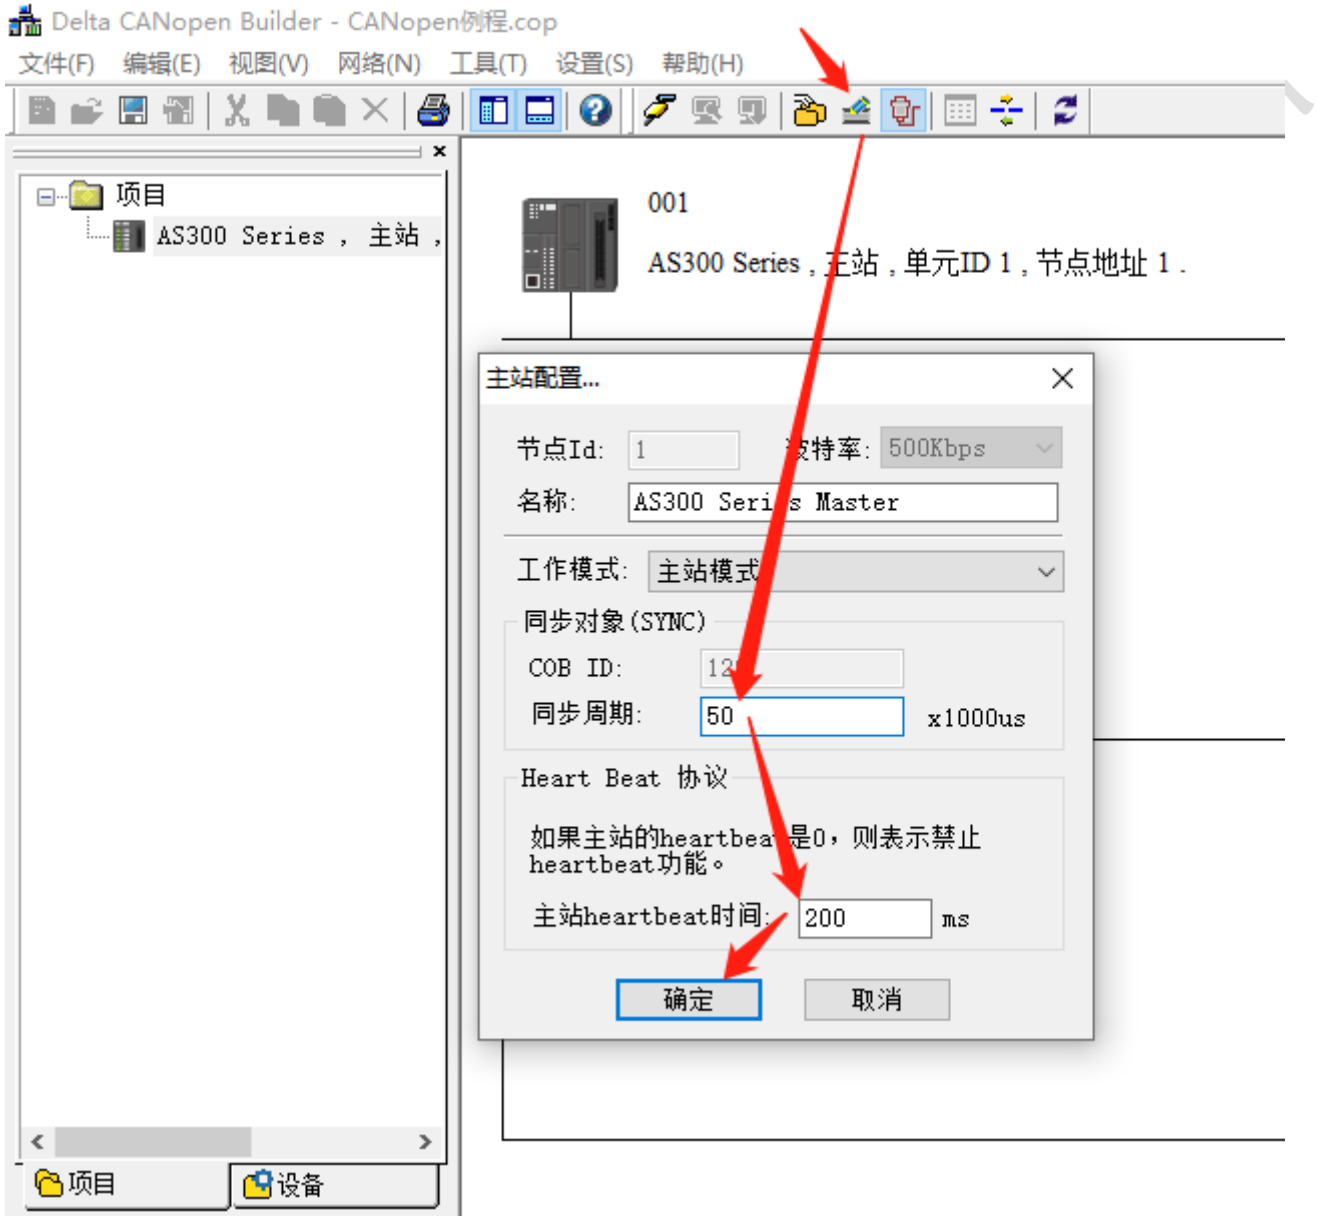 Delta CANopen Builder - CANopen例程.cop
文件(F) 编辑(E) 视图(V) 网络(N) 工具(T) 设置(S) 帮助(H)
项目
AS300 Series , 主站 ,
001
AS300 Series , 主站 , 单元ID 1 , 节点地址 1 .
主站配置...
节点Id: 1 波特率: 500Kbps
名称: AS300 Series Master
工作模式: 主站模式
同步对象(SYNC)
COB ID:
同步周期: 50 x1000us
Heart Beat 协议
如果主站的heartbeat是0，则表示禁止
heartbeat功能。
主站heartbeat时间: 200 ms
确定 取消
项目 设备